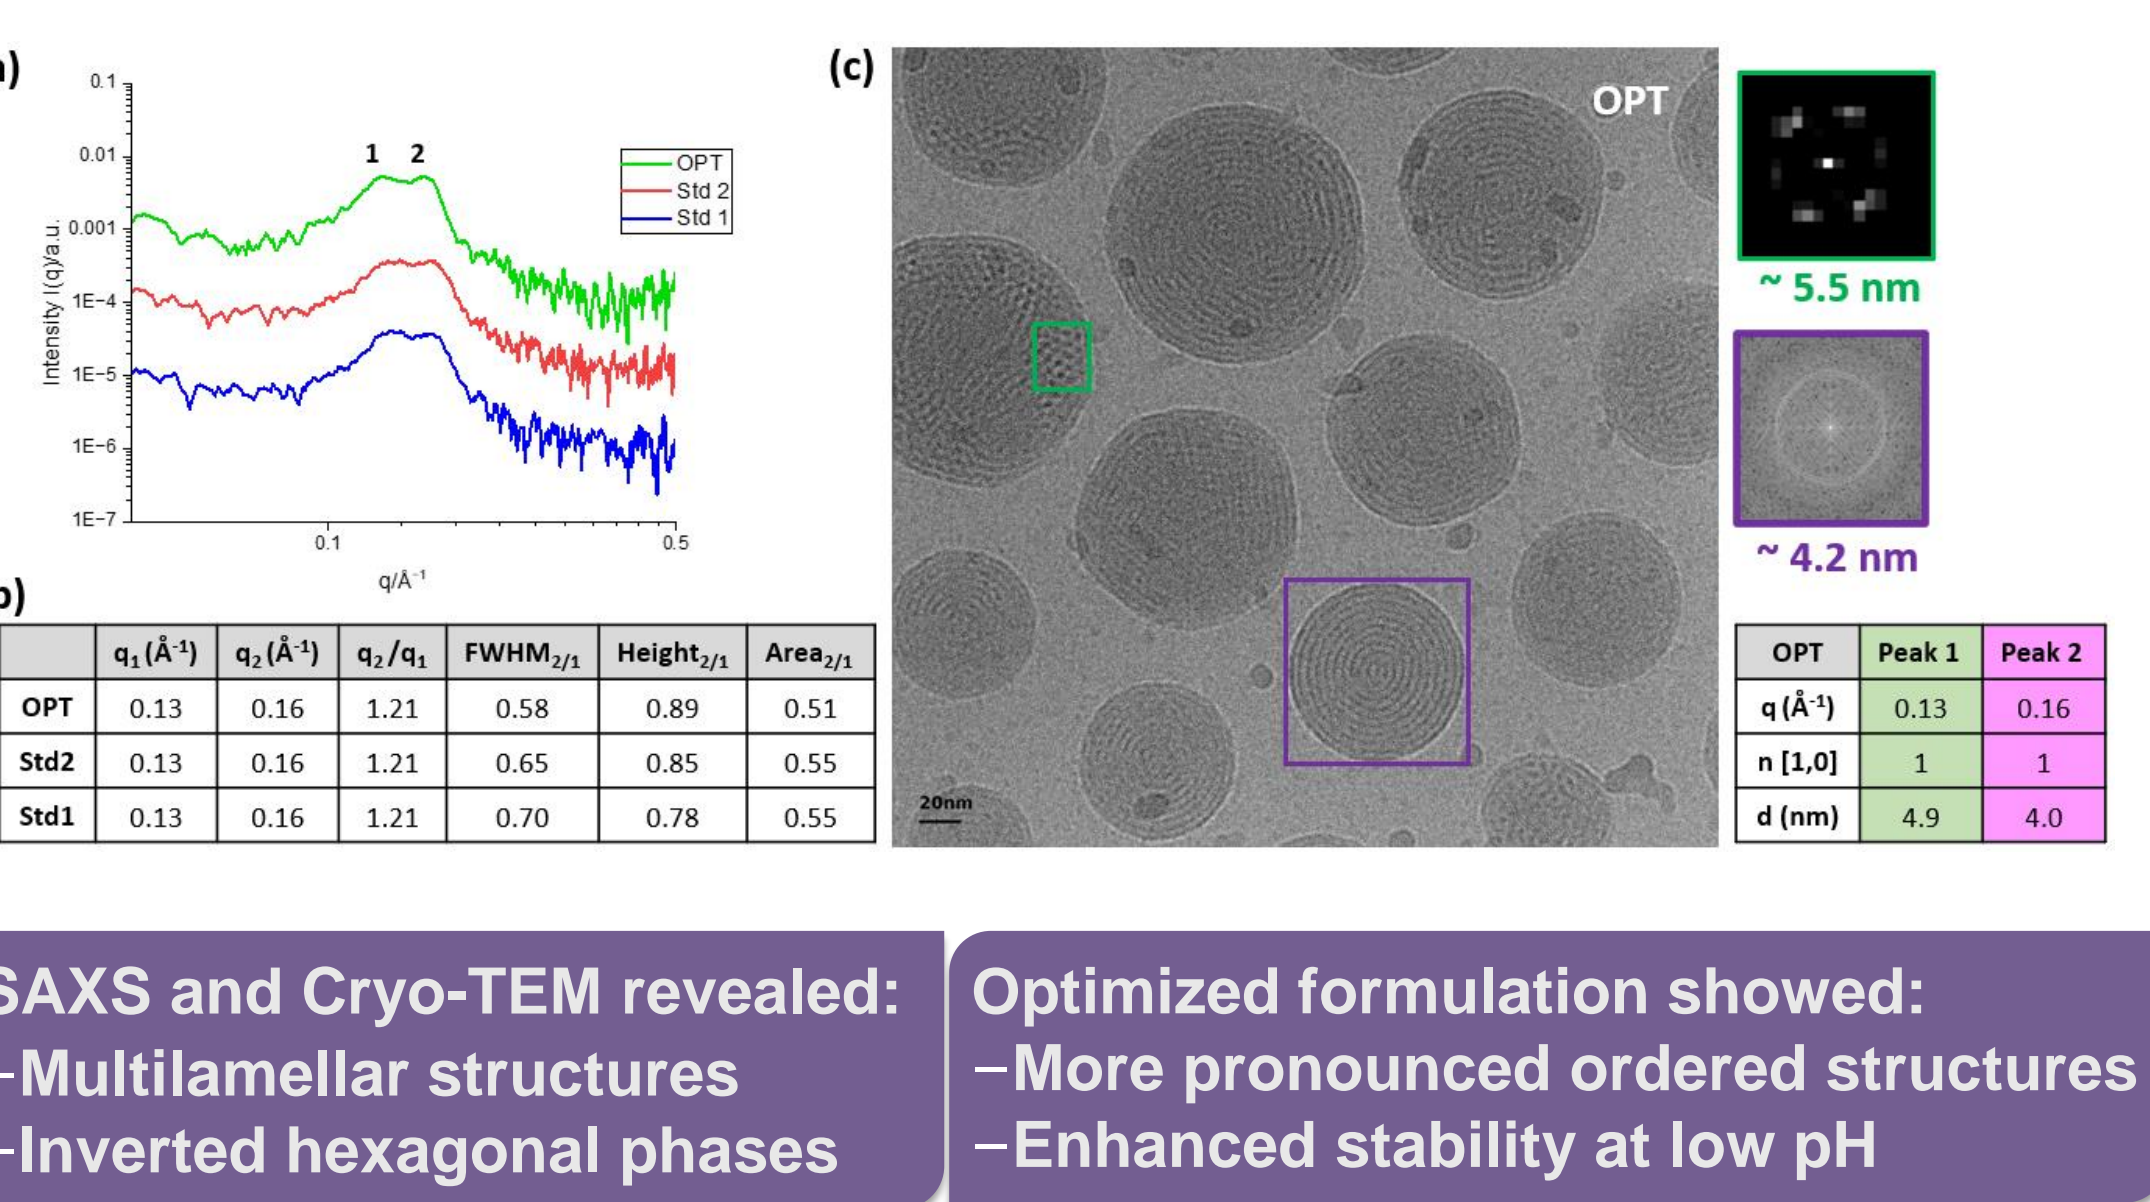 )
0.1
0.01
0.001
1E-4
1E-5
1E-6
1E-7
Intensity I(q)/a.u.
1 2
OPT
Std 2
Std 1
0.1
0.5
q/Å⁻¹
)
q₁ (Å⁻¹) q₂ (Å⁻¹) q₂/q₁ FWHM₂/₁ Height₂/₁ Area₂/₁
OPT 0.13 0.16 1.21 0.58 0.89 0.51
Std2 0.13 0.16 1.21 0.65 0.85 0.55
Std1 0.13 0.16 1.21 0.70 0.78 0.55
(c)
OPT
20nm
~ 5.5 nm
~ 4.2 nm
OPT Peak 1 Peak 2
q (Å⁻¹) 0.13 0.16
n [1,0] 1 1
d (nm) 4.9 4.0
SAXS and Cryo-TEM revealed:
–Multilamellar structures
–Inverted hexagonal phases
Optimized formulation showed:
–More pronounced ordered structures
–Enhanced stability at low pH